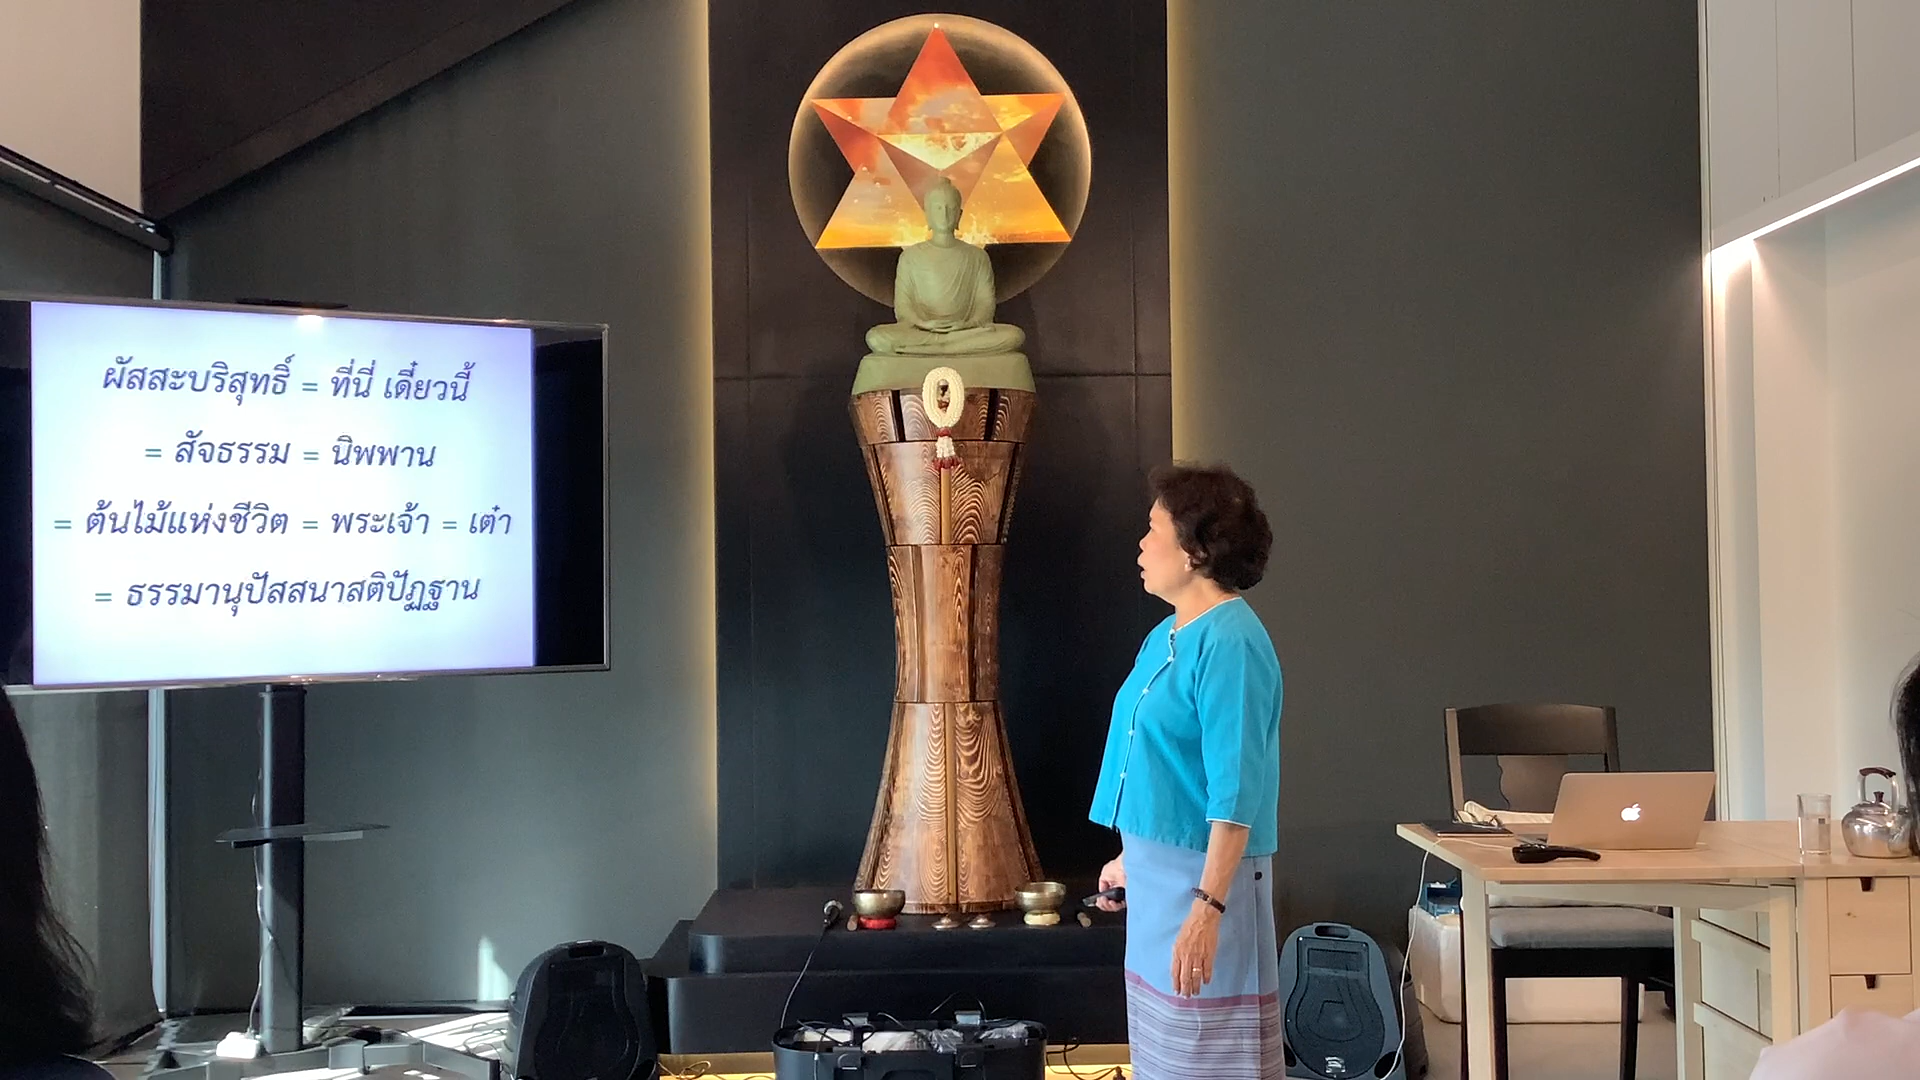 ผัสสะบริสุทธิ์ = ที่นี่ เดี๋ยวนี้
= สัจธรรม = นิพพาน
= ต้นไม้แห่งชีวิต = พระเจ้า = เต๋า
= ธรรมานุปัสสนาสติปัฏฐาน